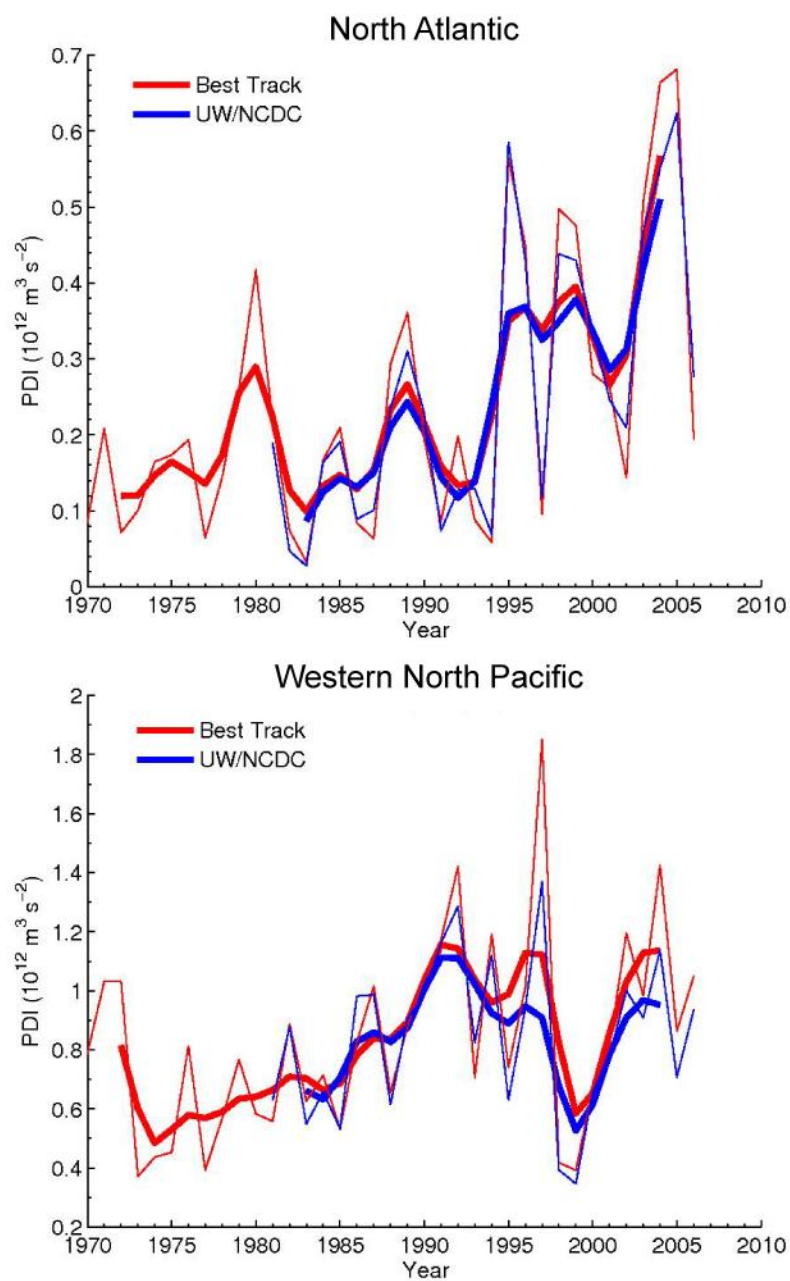 North Atlantic
0.7
0.6
0.5
0.4
0.3
0.2
0.1
0
PDI (10¹² m³ s⁻²)
Best Track
UW/NCDC
1970 1975 1980 1985 1990 1995 2000 2005 2010
Year
Western North Pacific
2
1.8
1.6
1.4
1.2
1
0.8
0.6
0.4
0.2
PDI (10¹² m³ s⁻²)
Best Track
UW/NCDC
1970 1975 1980 1985 1990 1995 2000 2005 2010
Year